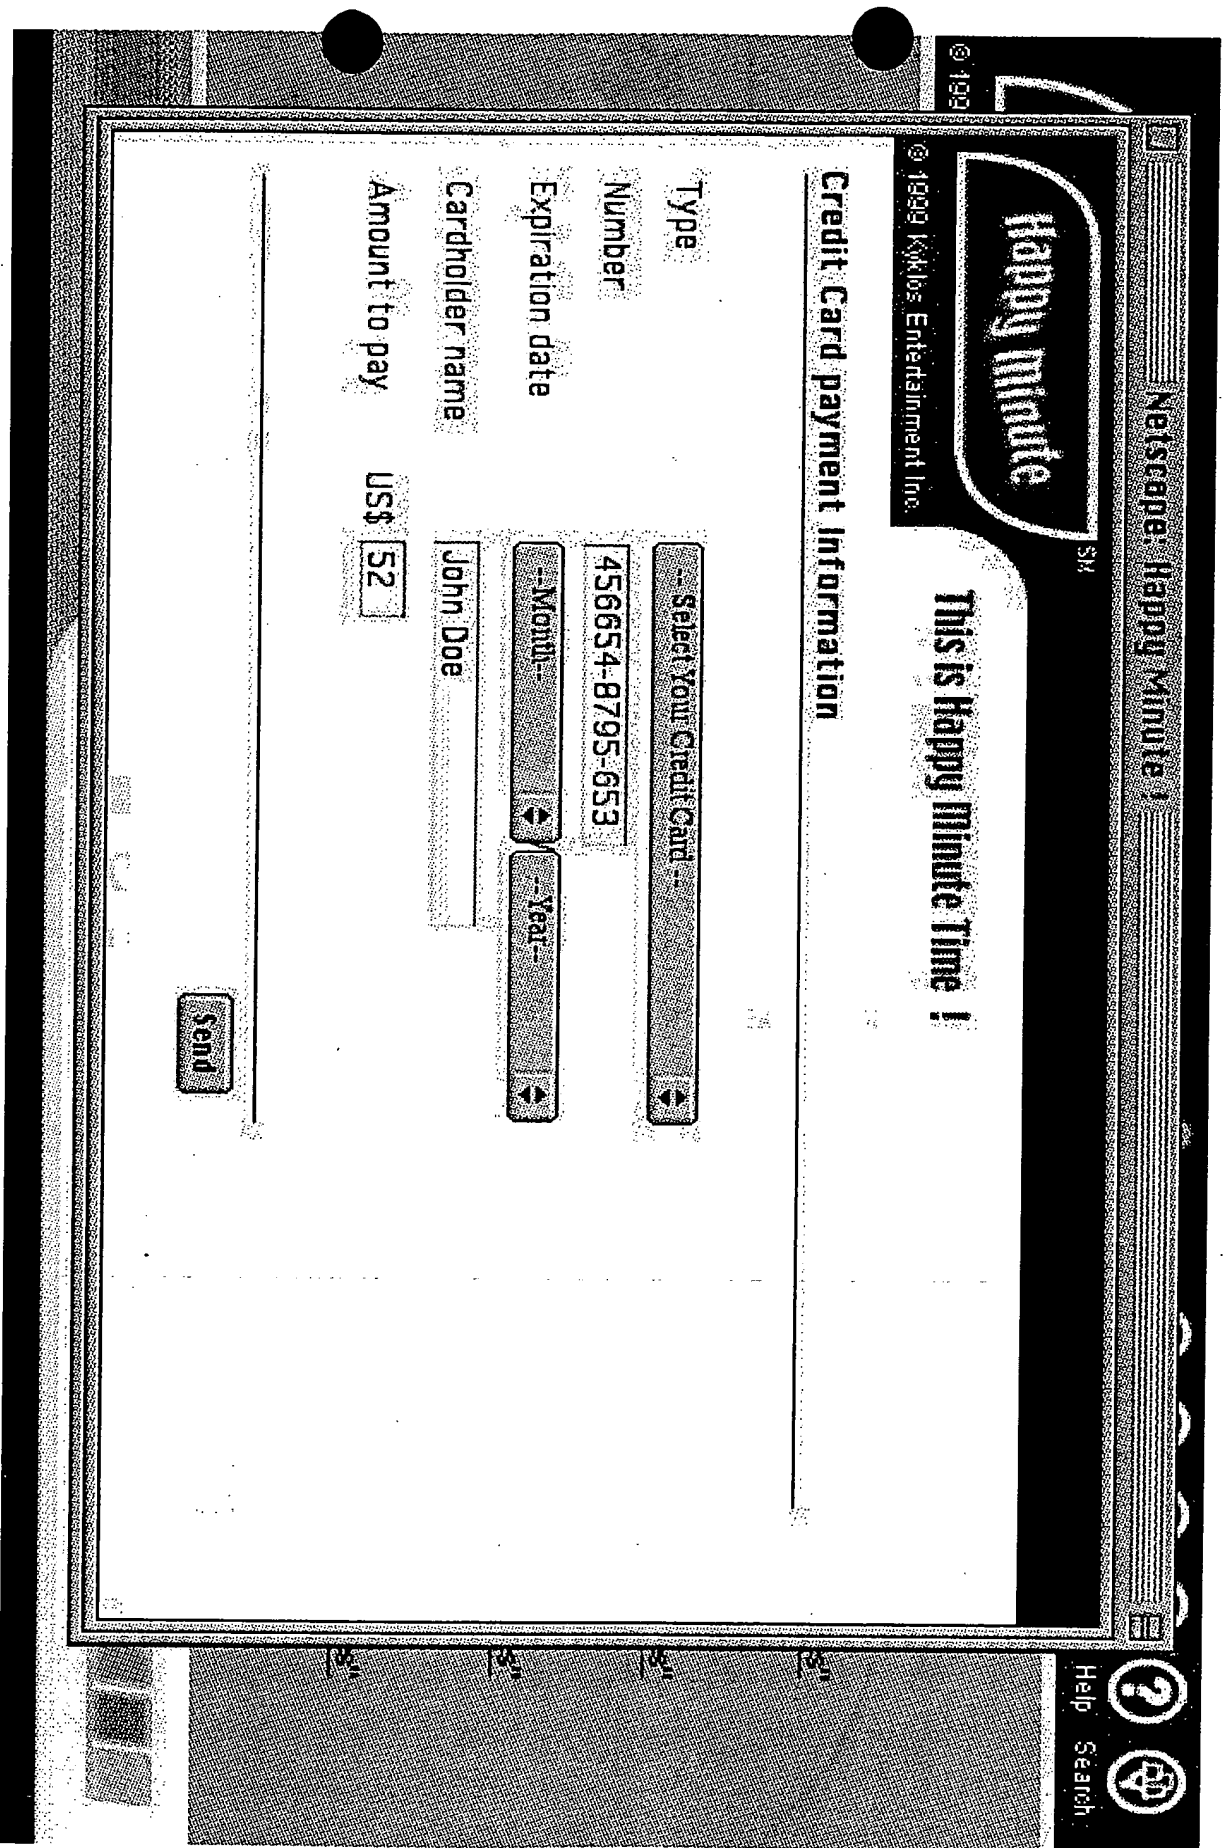 Netscape: Happy Minute !
© 199
Happy minute
SM
© 1999 Kyklos Entertainment Inc.
This is Happy Minute Time !
Credit Card payment Information
Type -- Select Your Credit Card --
Number 456654-8795-653
Expiration date --Month-- --Year--
Cardholder name John Doe
Amount to pay US$ 52
Send
Help Search